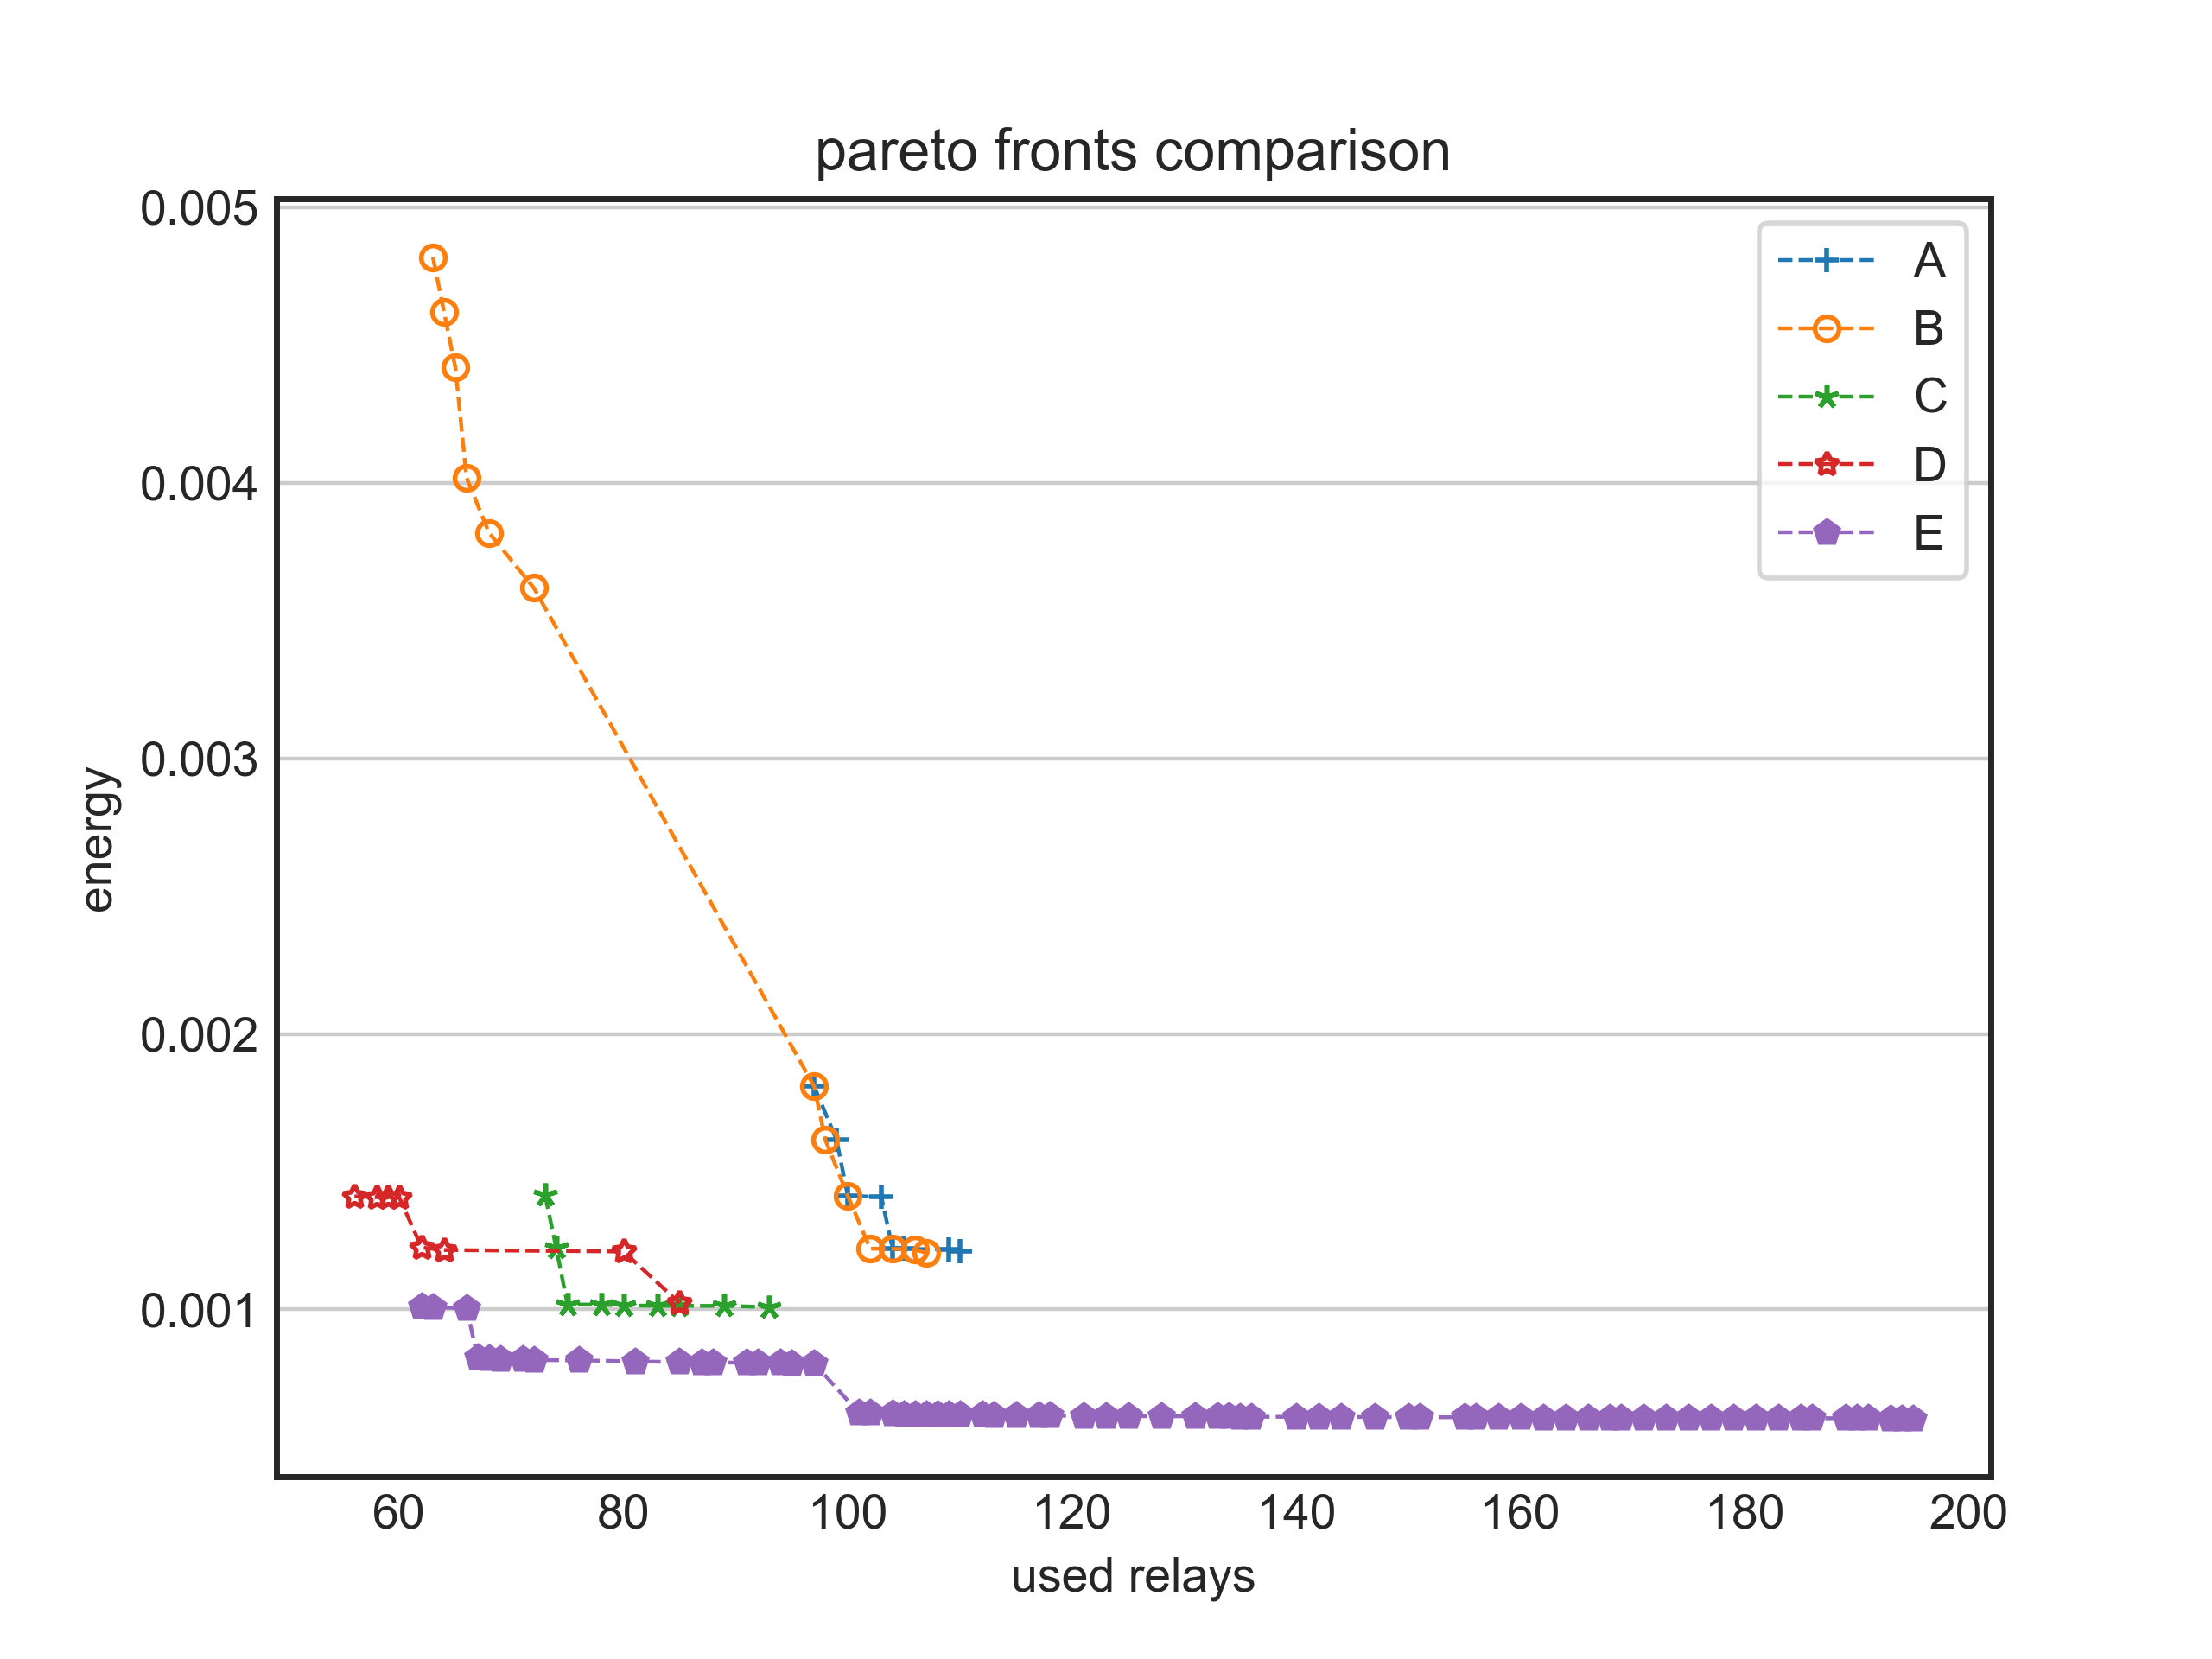 pareto fronts comparison
0.005
0.004
0.003
0.002
0.001
energy
A
B
C
D
E
60 80 100 120 140 160 180 200
used relays